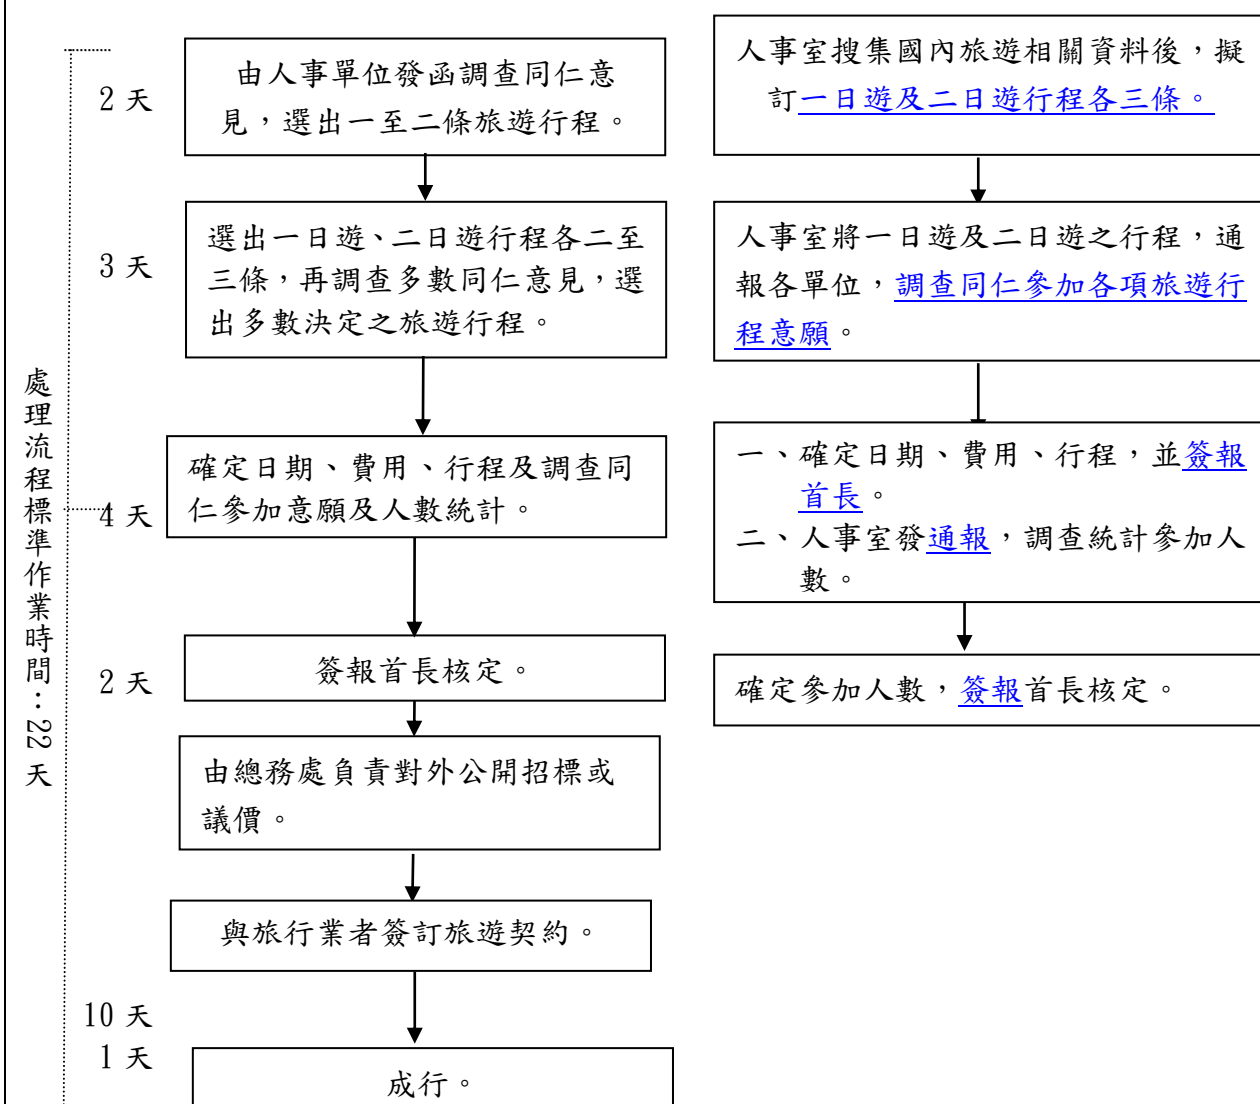 處理流程標準作業時間：22天
2 天
由人事單位發函調查同仁意
見，選出一至二條旅遊行程。
3 天
選出一日遊、二日遊行程各二至
三條，再調查多數同仁意見，選
出多數決定之旅遊行程。
4 天
確定日期、費用、行程及調查同
仁參加意願及人數統計。
2 天
簽報首長核定。
由總務處負責對外公開招標或
議價。
與旅行業者簽訂旅遊契約。
10 天
1 天
成行。
人事室搜集國內旅遊相關資料後，擬
訂一日遊及二日遊行程各三條。
人事室將一日遊及二日遊之行程，通
報各單位，調查同仁參加各項旅遊行
程意願。
一、確定日期、費用、行程，並簽報
首長。
二、人事室發通報，調查統計參加人
數。
確定參加人數，簽報首長核定。